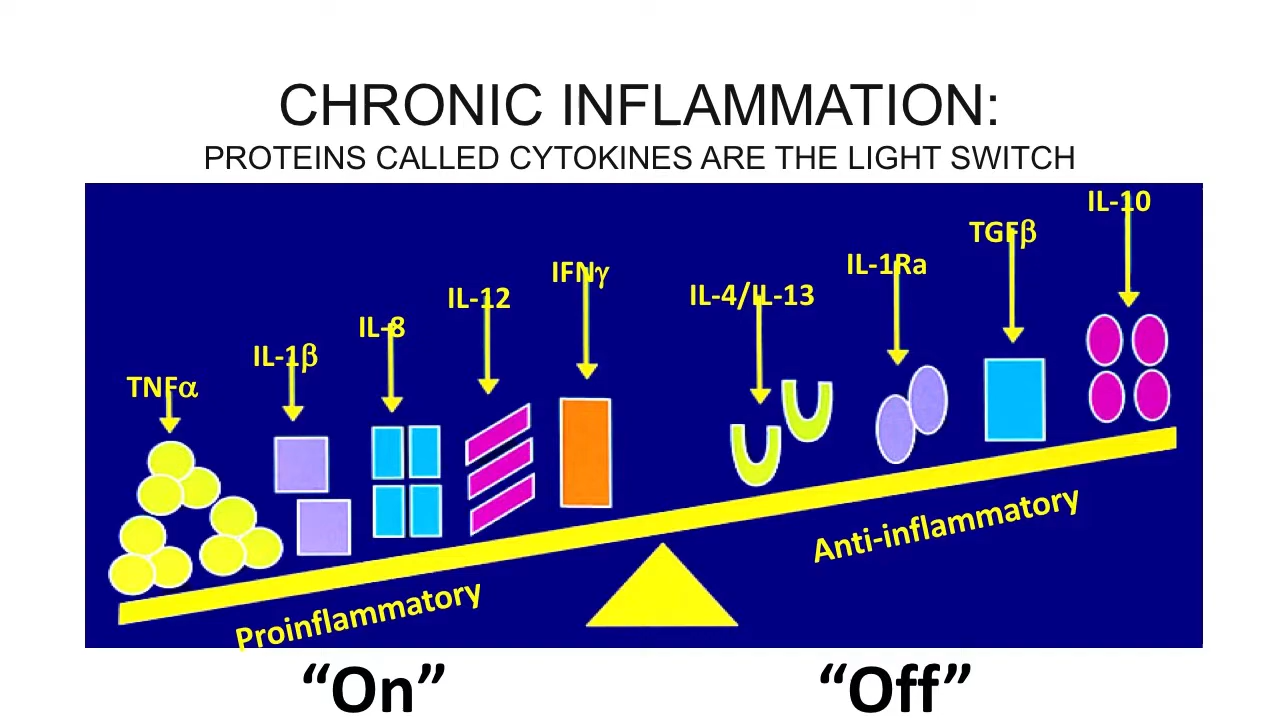 CHRONIC INFLAMMATION:
PROTEINS CALLED CYTOKINES ARE THE LIGHT SWITCH
TNFα
IL-1β
IL-8
IL-12
IFNγ
IL-4/IL-13
IL-1Ra
TGFβ
IL-10
Proinflammatory
Anti-inflammatory
“On”
“Off”